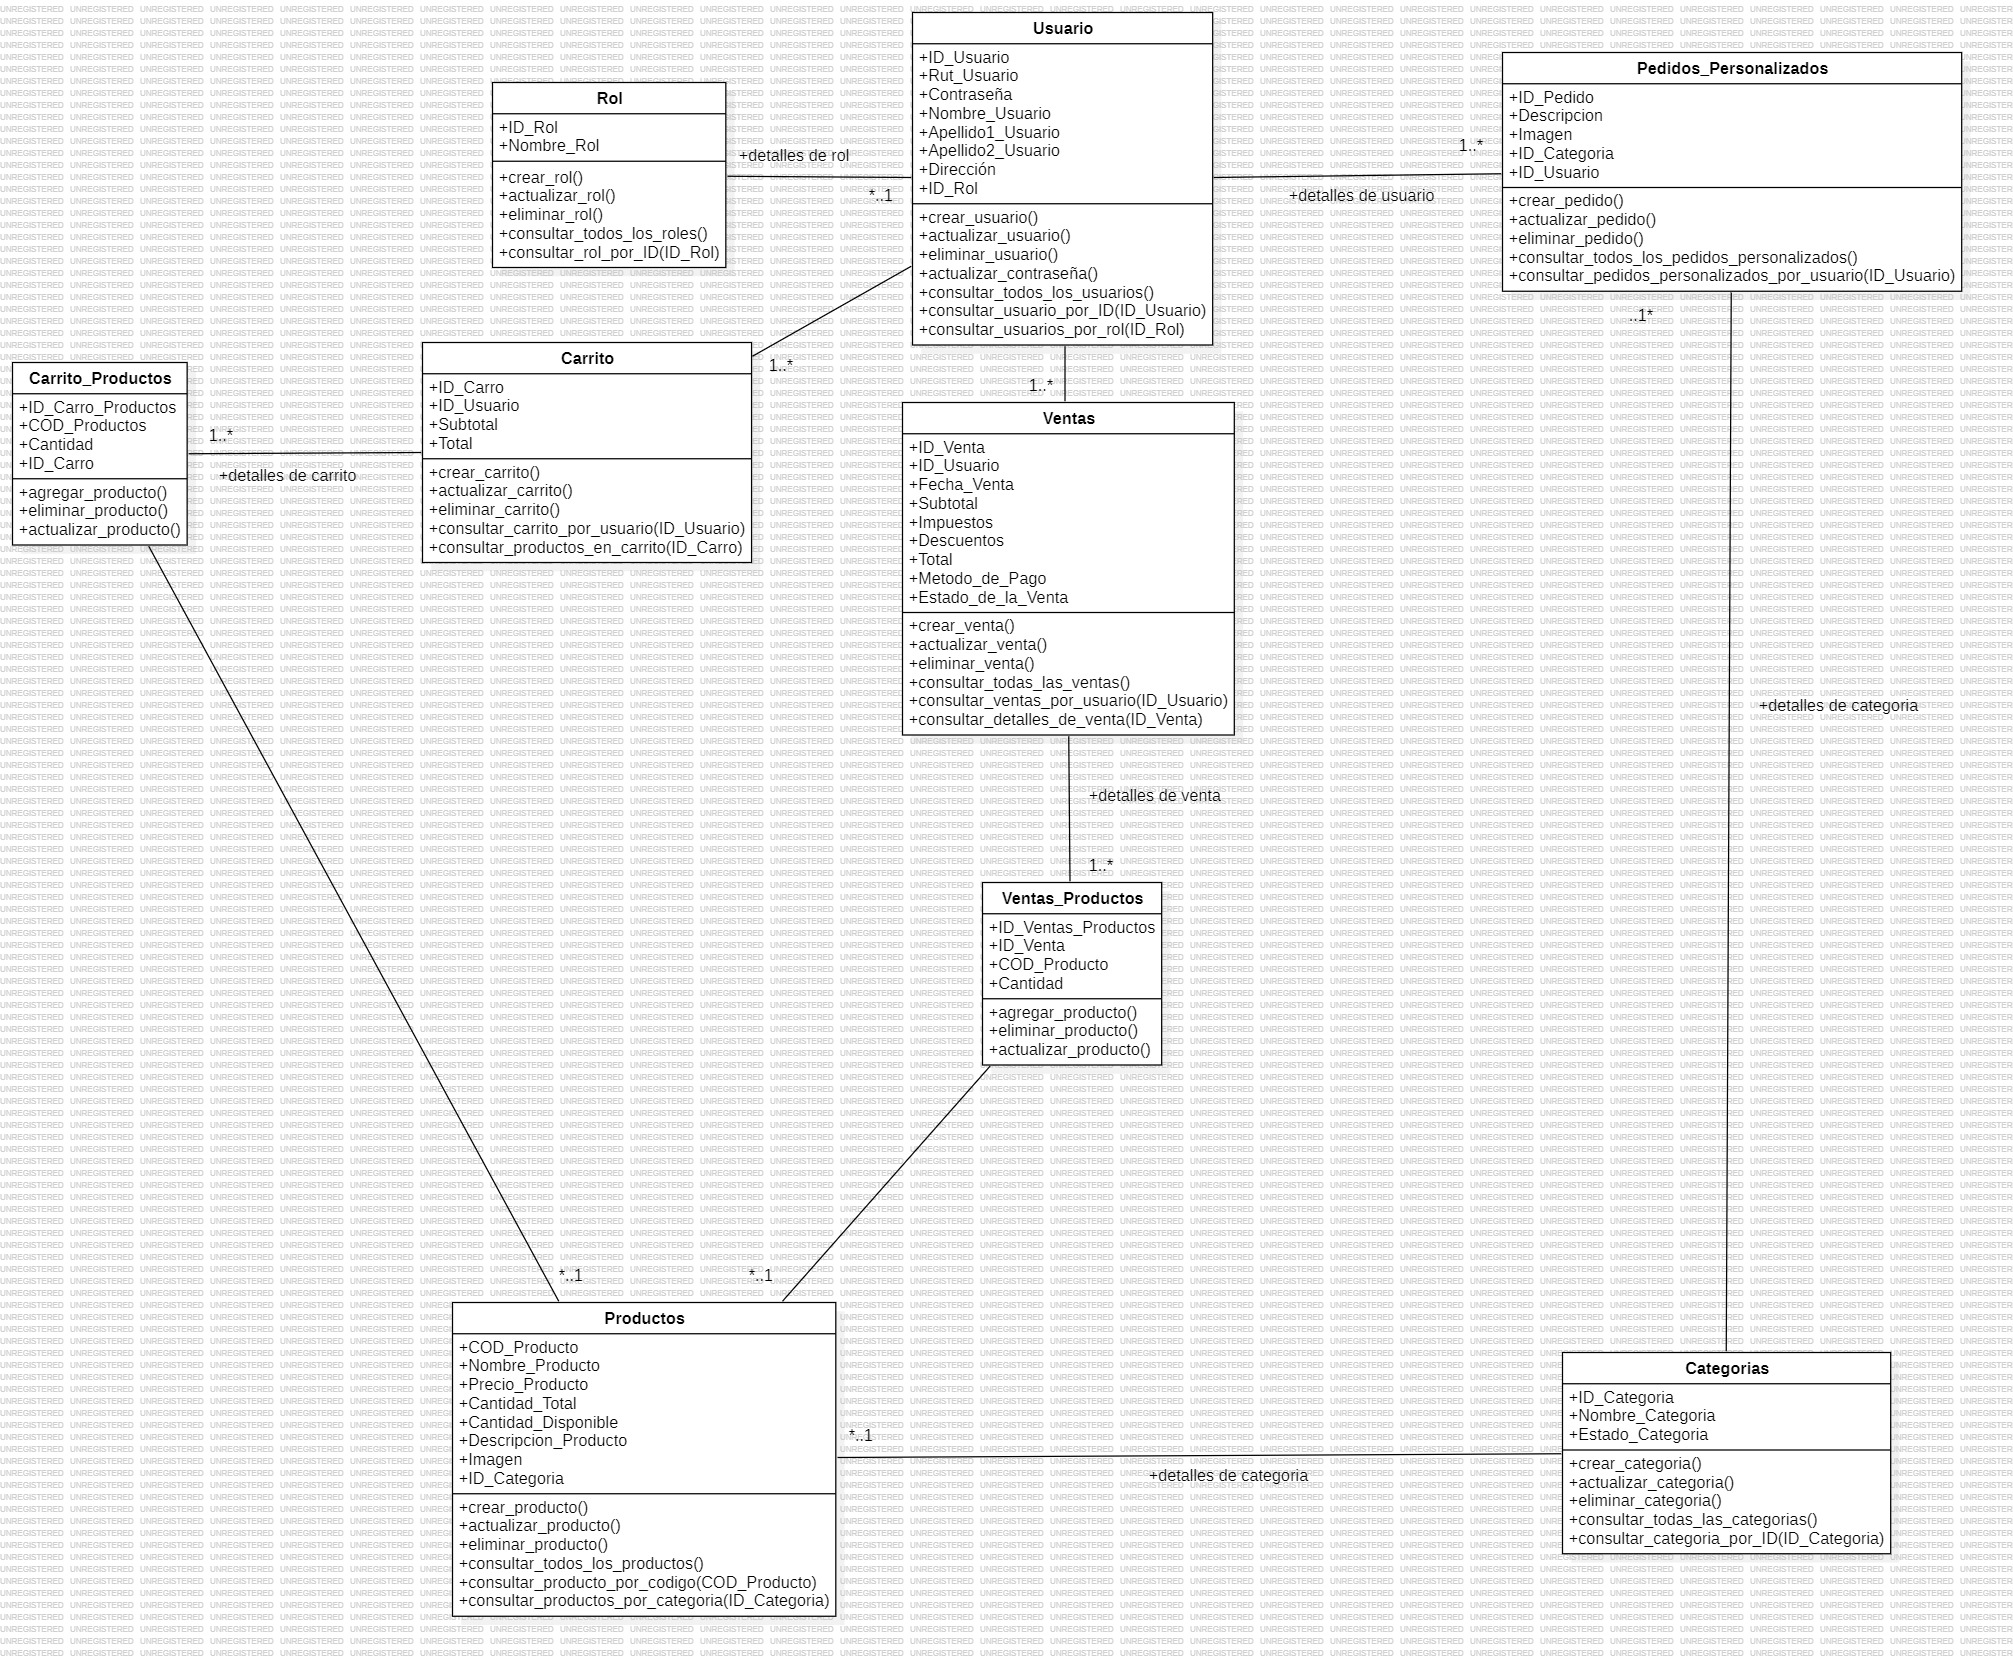 Usuario
+ID_Usuario
+Rut_Usuario
+Contraseña
+Nombre_Usuario
+Apellido1_Usuario
+Apellido2_Usuario
+Dirección
+ID_Rol
+crear_usuario()
+actualizar_usuario()
+eliminar_usuario()
+actualizar_contraseña()
+consultar_todos_los_usuarios()
+consultar_usuario_por_ID(ID_Usuario)
+consultar_usuarios_por_rol(ID_Rol)
Rol
+ID_Rol
+Nombre_Rol
+crear_rol()
+actualizar_rol()
+eliminar_rol()
+consultar_todos_los_roles()
+consultar_rol_por_ID(ID_Rol)
+detalles de rol
*..1
Pedidos_Personalizados
+ID_Pedido
+Descripcion
+Imagen
+ID_Categoria
+ID_Usuario
+crear_pedido()
+actualizar_pedido()
+eliminar_pedido()
+consultar_todos_los_pedidos_personalizados()
+consultar_pedidos_personalizados_por_usuario(ID_Usuario)
1..*
+detalles de usuario
..1*
Carrito
+ID_Carro
+ID_Usuario
+Subtotal
+Total
+crear_carrito()
+actualizar_carrito()
+eliminar_carrito()
+consultar_carrito_por_usuario(ID_Usuario)
+consultar_productos_en_carrito(ID_Carro)
1..*
Carrito_Productos
+ID_Carro_Productos
+COD_Productos
+Cantidad
+ID_Carro
+agregar_producto()
+eliminar_producto()
+actualizar_producto()
1..*
+detalles de carrito
1..*
Ventas
+ID_Venta
+ID_Usuario
+Fecha_Venta
+Subtotal
+Impuestos
+Descuentos
+Total
+Metodo_de_Pago
+Estado_de_la_Venta
+crear_venta()
+actualizar_venta()
+eliminar_venta()
+consultar_todas_las_ventas()
+consultar_ventas_por_usuario(ID_Usuario)
+consultar_detalles_de_venta(ID_Venta)
+detalles de categoria
+detalles de venta
1..*
Ventas_Productos
+ID_Ventas_Productos
+ID_Venta
+COD_Producto
+Cantidad
+agregar_producto()
+eliminar_producto()
+actualizar_producto()
*..1
*..1
Productos
+COD_Producto
+Nombre_Producto
+Precio_Producto
+Cantidad_Total
+Cantidad_Disponible
+Descripcion_Producto
+Imagen
+ID_Categoria
+crear_producto()
+actualizar_producto()
+eliminar_producto()
+consultar_todos_los_productos()
+consultar_producto_por_codigo(COD_Producto)
+consultar_productos_por_categoria(ID_Categoria)
*..1
+detalles de categoria
Categorias
+ID_Categoria
+Nombre_Categoria
+Estado_Categoria
+crear_categoria()
+actualizar_categoria()
+eliminar_categoria()
+consultar_todas_las_categorias()
+consultar_categoria_por_ID(ID_Categoria)
UNREGISTERED